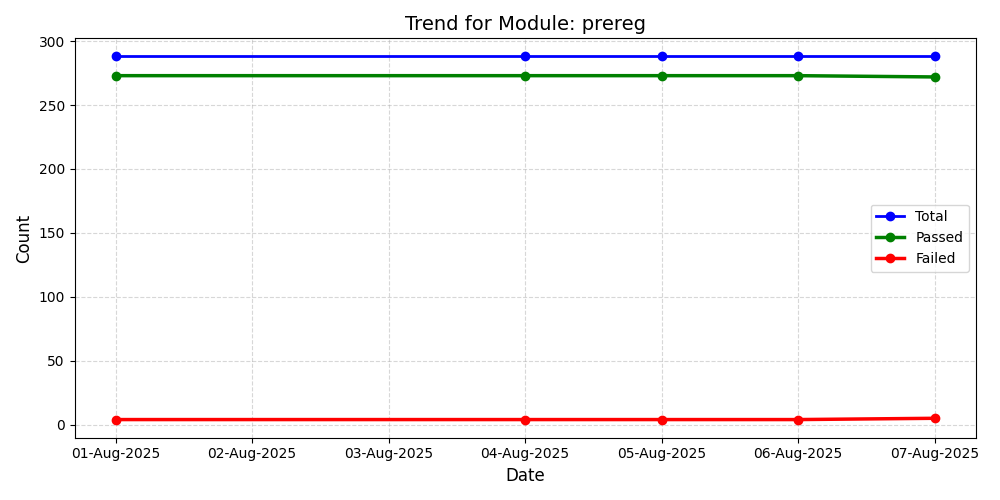 Trend for Module: prereg
300
250
200
150
100
50
0
Count
Total
Passed
Failed
01-Aug-2025
02-Aug-2025
03-Aug-2025
04-Aug-2025
05-Aug-2025
06-Aug-2025
07-Aug-2025
Date